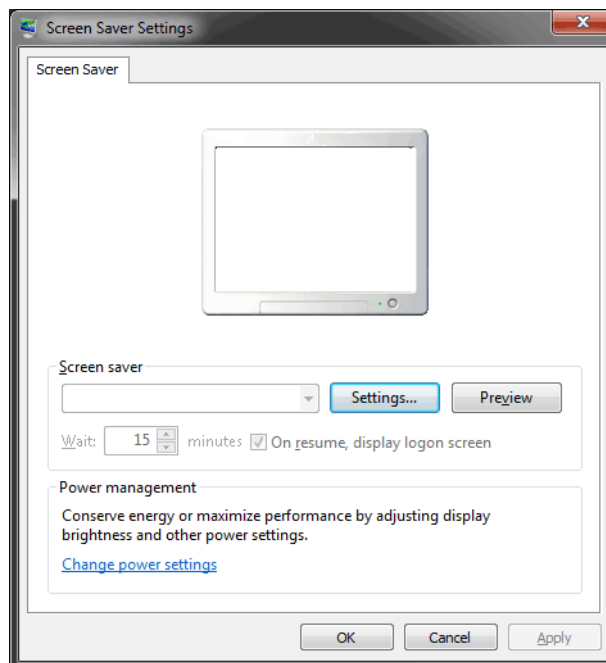 Screen Saver Settings
Screen Saver
Screen saver
Settings...
Preview
Wait: 15 minutes On resume, display logon screen
Power management
Conserve energy or maximize performance by adjusting display
brightness and other power settings.
Change power settings
OK
Cancel
Apply